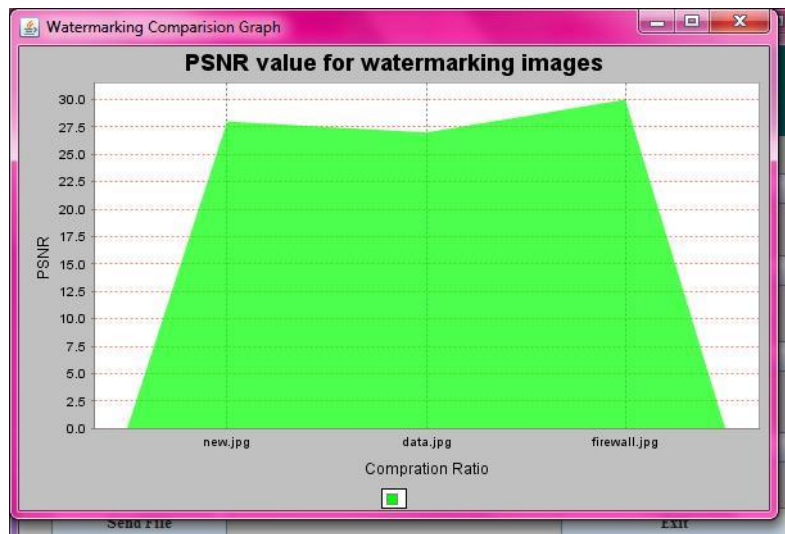 Watermarking Comparision Graph
PSNR value for watermarking images
30.0
27.5
25.0
22.5
20.0
17.5
15.0
12.5
10.0
7.5
5.0
2.5
0.0
PSNR
new.jpg data.jpg firewall.jpg
Compration Ratio
Send File Exit